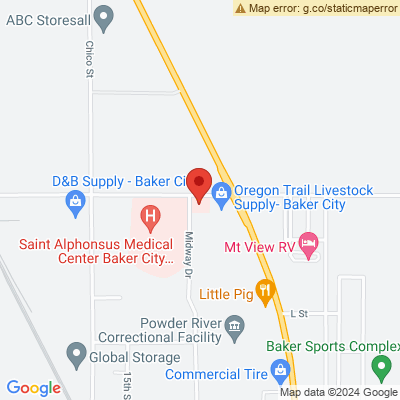 Map error: g.co/staticmaperror
ABC Storesall
Chico St
D&B Supply - Baker Ci
Oregon Trail Livestock
Supply- Baker City
H
Saint Alphonsus Medical
Center Baker City...
Midway Dr
Mt View RV
Little Pig
L St
Powder River
Correctional Facility
Baker Sports Complex
Global Storage
15th S
Commercial Tire
Google
Map data ©2024 Google